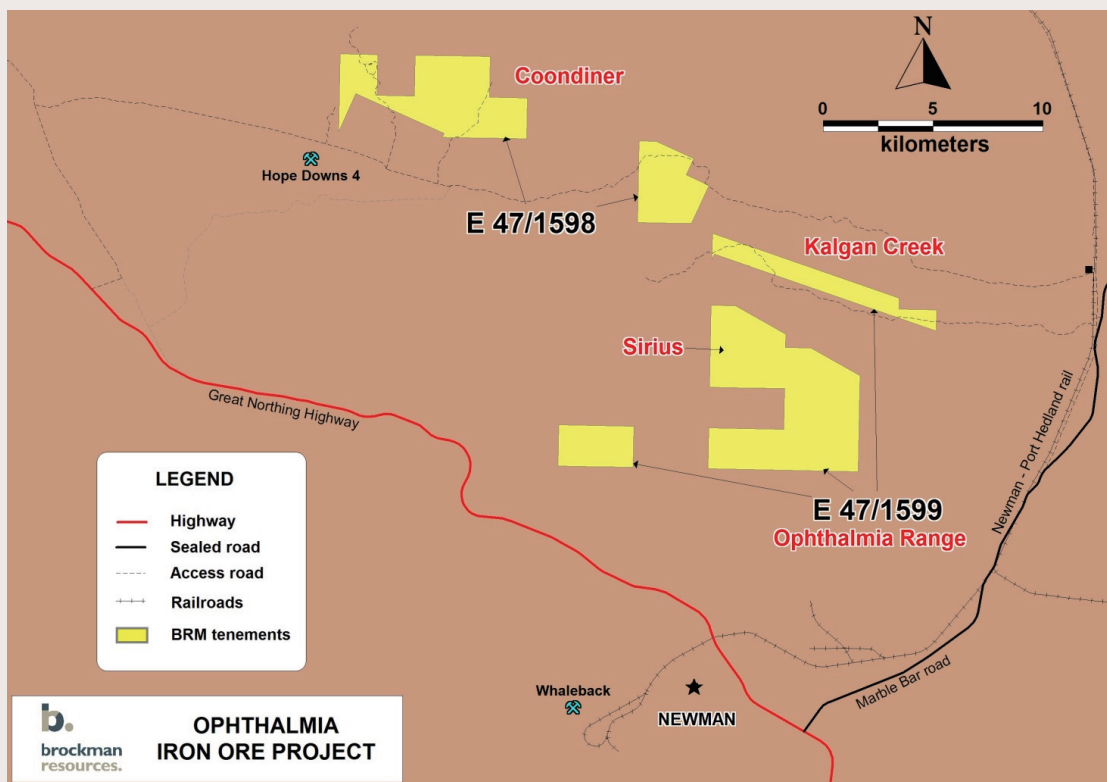 N
Coondiner
0 5 10
kilometers
Hope Downs 4
E 47/1598
Kalgan Creek
Sirius
Great Northing Highway
Newman - Port Hedland rail
E 47/1599
Ophthalmia Range
LEGEND
Highway
Sealed road
Access road
Railroads
BRM tenements
Whaleback
NEWMAN
Marble Bar road
b.
brockman
resources.
OPHTHALMIA
IRON ORE PROJECT